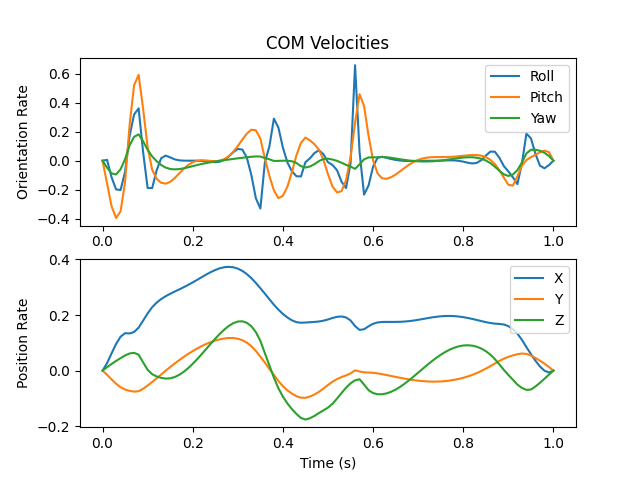 COM Velocities
Orientation Rate
0.6
0.4
0.2
0.0
−0.2
−0.4
Roll
Pitch
Yaw
0.0 0.2 0.4 0.6 0.8 1.0
Position Rate
0.4
0.2
0.0
−0.2
X
Y
Z
0.0 0.2 0.4 0.6 0.8 1.0
Time (s)